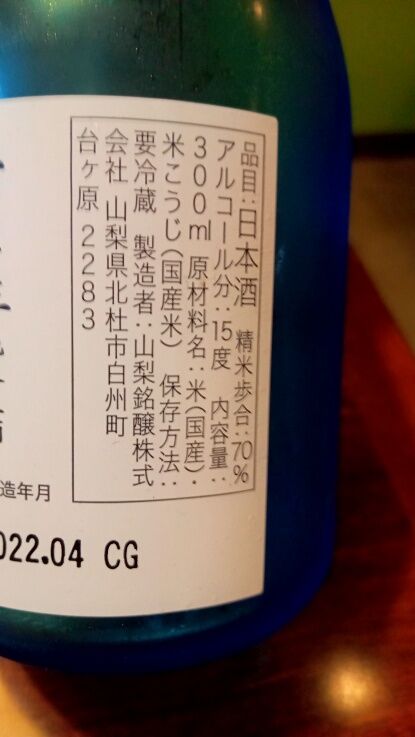 品目:日本酒 精米歩合:70%
アルコール分:15度 内容量:
300ml 原材料名:米(国産)・
米こうじ(国産米) 保存方法:
要冷蔵 製造者:山梨銘醸株式
会社 山梨県北杜市白州町
台ヶ原 2283
造年月
022.04 CG